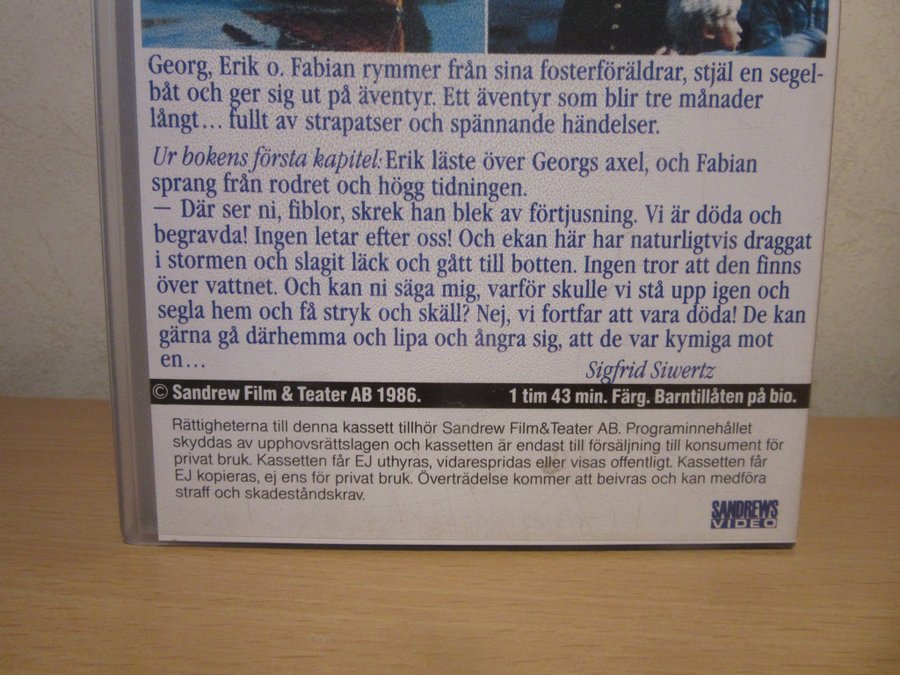 Georg, Erik o. Fabian rymmer från sina fosterföräldrar, stjäl en segel-
båt och ger sig ut på äventyr. Ett äventyr som blir tre månader
långt... fullt av strapatser och spännande händelser.
Ur bokens första kapitel: Erik läste över Georgs axel, och Fabian
sprang från rodret och högg tidningen.
— Där ser ni, fiblor, skrek han blek av förtjusning. Vi är döda och
begravda! Ingen letar efter oss! Och ekan här har naturligtvis draggat
i stormen och slagit läck och gått till botten. Ingen tror att den finns
över vattnet. Och kan ni säga mig, varför skulle vi stå upp igen och
segla hem och få stryk och skäll? Nej, vi fortfar att vara döda! De kan
gärna gå därhemma och lipa och ångra sig, att de var kymiga mot
en...
Sigfrid Siwertz
© Sandrew Film & Teater AB 1986. 1 tim 43 min. Färg. Barntillåten på bio.
Rättigheterna till denna kassett tillhör Sandrew Film&Teater AB. Programinnehållet
skyddas av upphovsrättslagen och kassetten är endast till försäljning till konsument för
privat bruk. Kassetten får EJ uthyras, vidarespridas eller visas offentligt. Kassetten får
EJ kopieras, ej ens för privat bruk. Överträdelse kommer att beivras och kan medföra
straff och skadeståndskrav.
SANDREWS
VIDEO